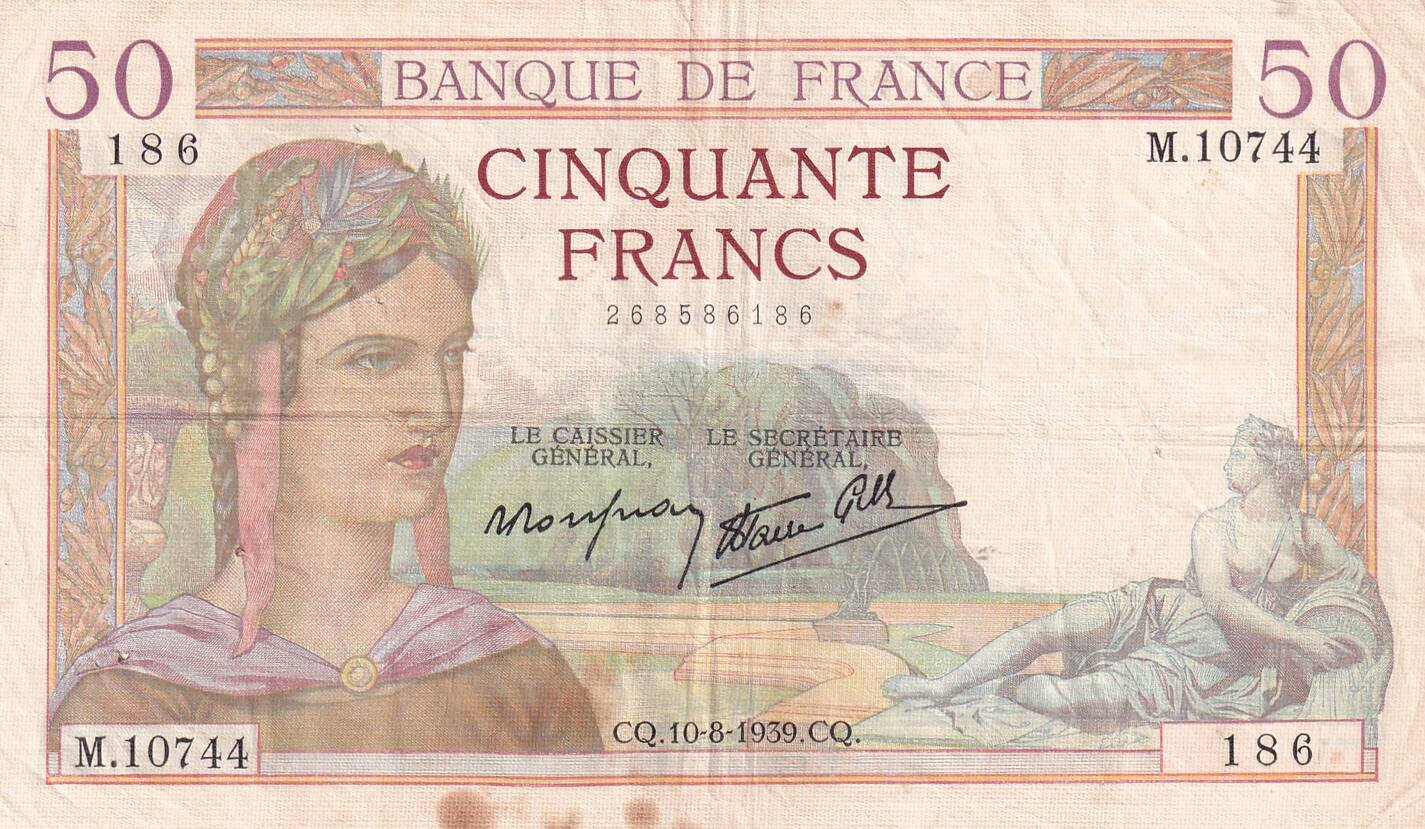 50 BANQUE DE FRANCE 50
186 M.10744
CINQUANTE
FRANCS
268586186
LE CAISSIER GÉNÉRAL,
LE SECRÉTAIRE GÉNÉRAL,
CQ.10-8-1939.CQ.
M.10744 186